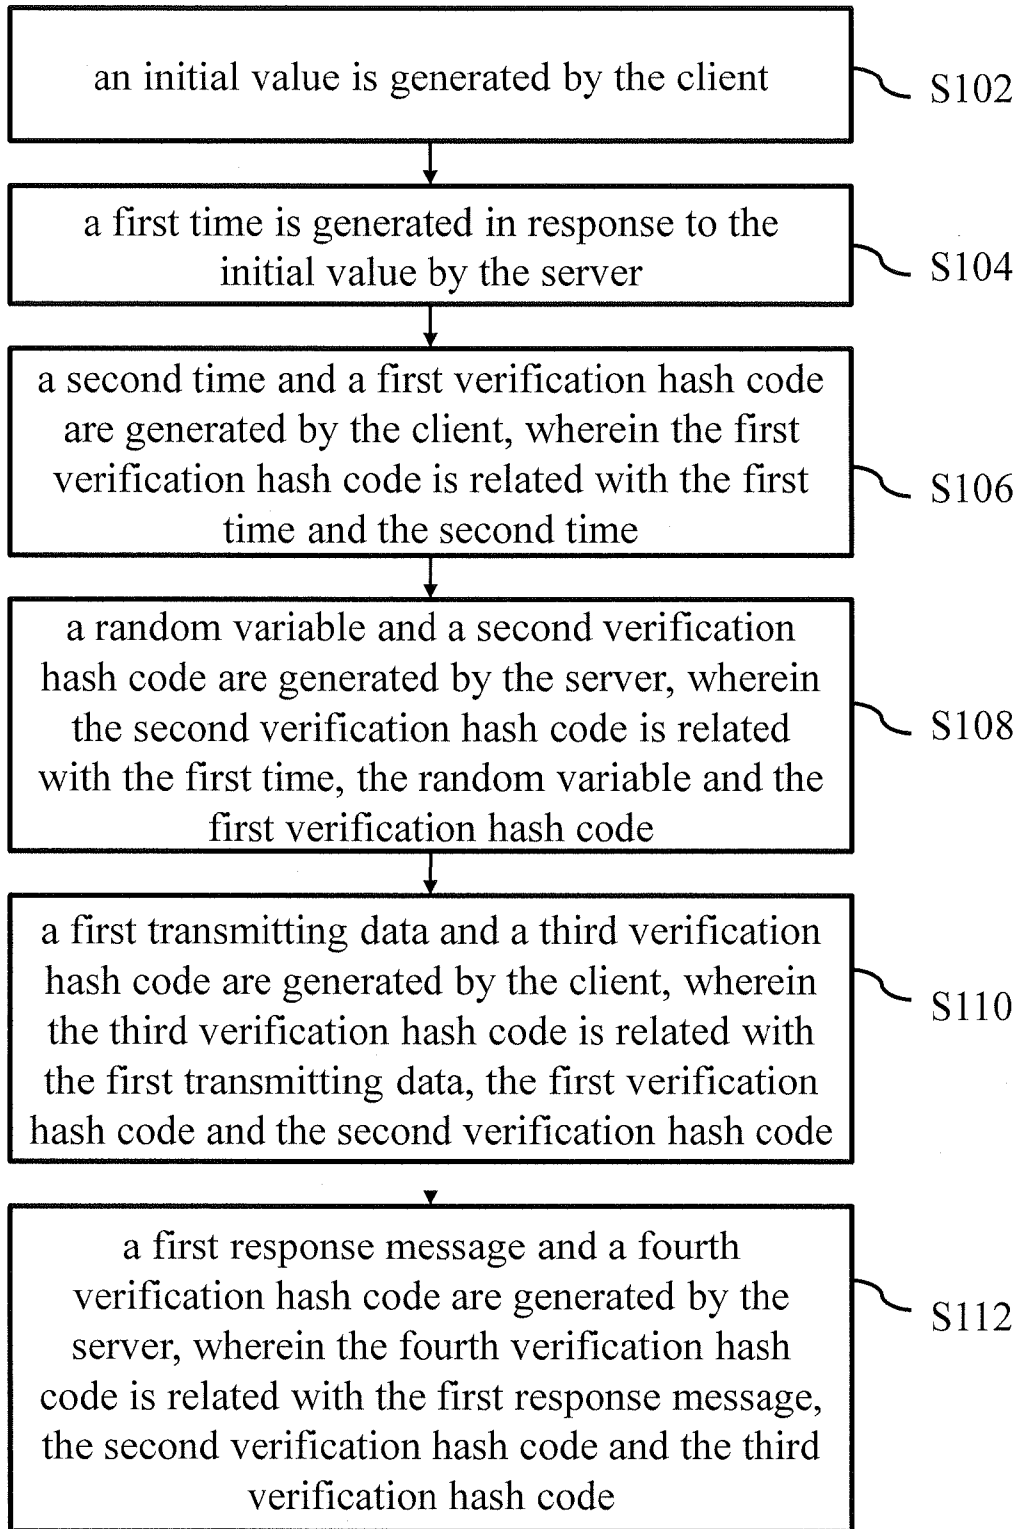 an initial value is generated by the client
S102
a first time is generated in response to the
initial value by the server
S104
a second time and a first verification hash code
are generated by the client, wherein the first
verification hash code is related with the first
time and the second time
S106
a random variable and a second verification
hash code are generated by the server, wherein
the second verification hash code is related
with the first time, the random variable and the
first verification hash code
S108
a first transmitting data and a third verification
hash code are generated by the client, wherein
the third verification hash code is related with
the first transmitting data, the first verification
hash code and the second verification hash code
S110
a first response message and a fourth
verification hash code are generated by the
server, wherein the fourth verification hash
code is related with the first response message,
the second verification hash code and the third
verification hash code
S112